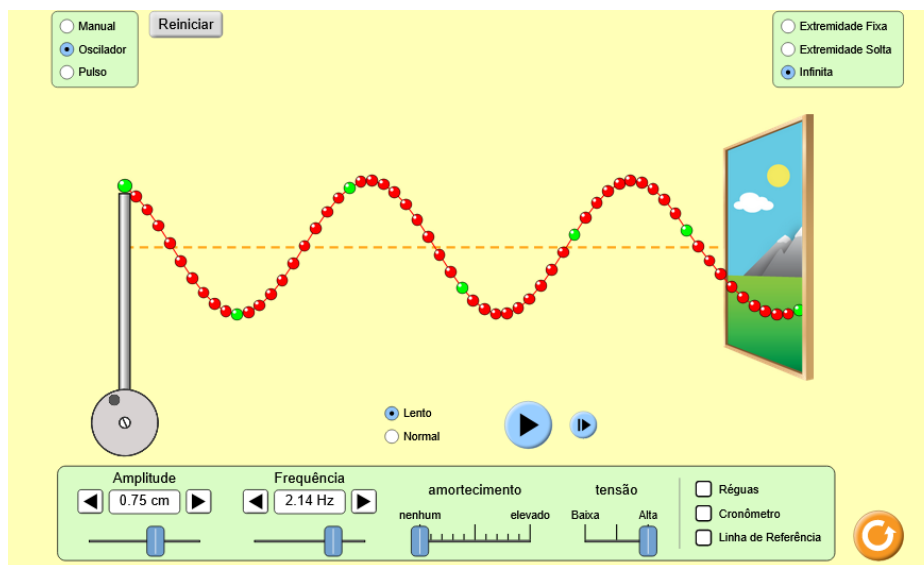 Manual
Oscilador
Pulso
Reiniciar
Extremidade Fixa
Extremidade Solta
Infinita
Lento
Normal
Amplitude
0.75 cm
Frequência
2.14 Hz
amortecimento
nenhum
elevado
tensão
Baixa
Alta
Réguas
Cronômetro
Linha de Referência